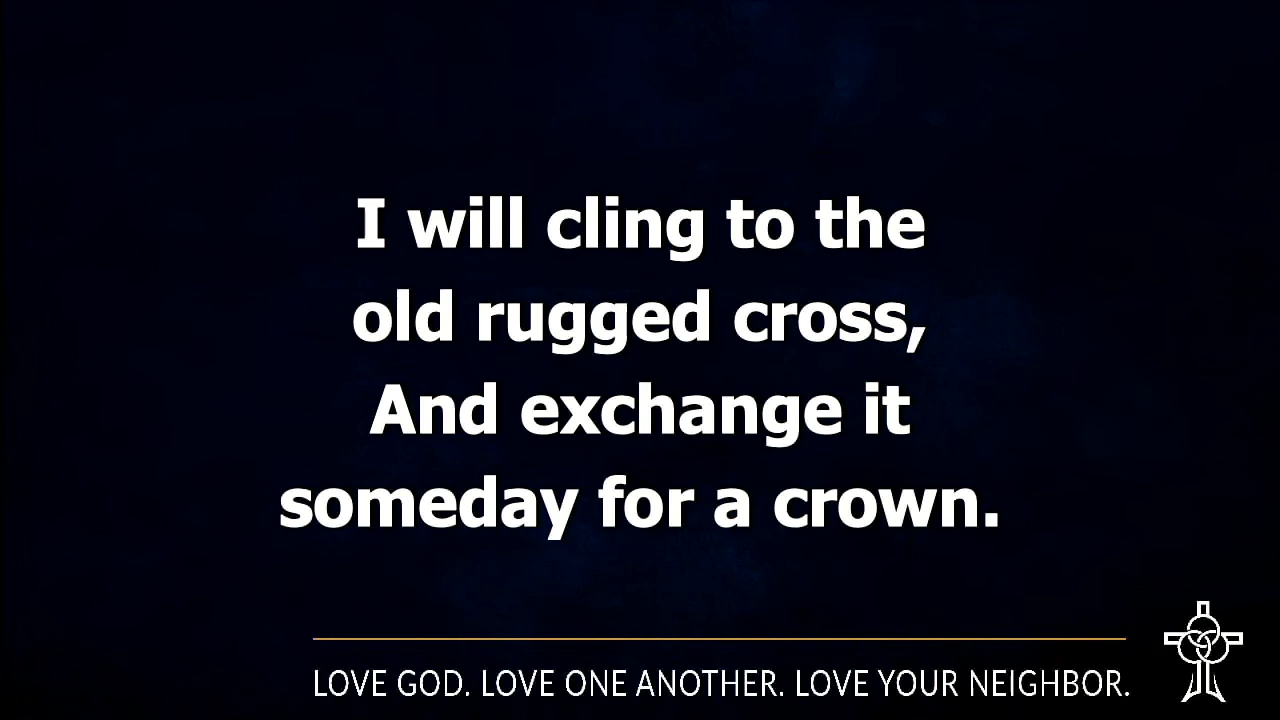 I will cling to the
old rugged cross,
And exchange it
someday for a crown.
LOVE GOD. LOVE ONE ANOTHER. LOVE YOUR NEIGHBOR.